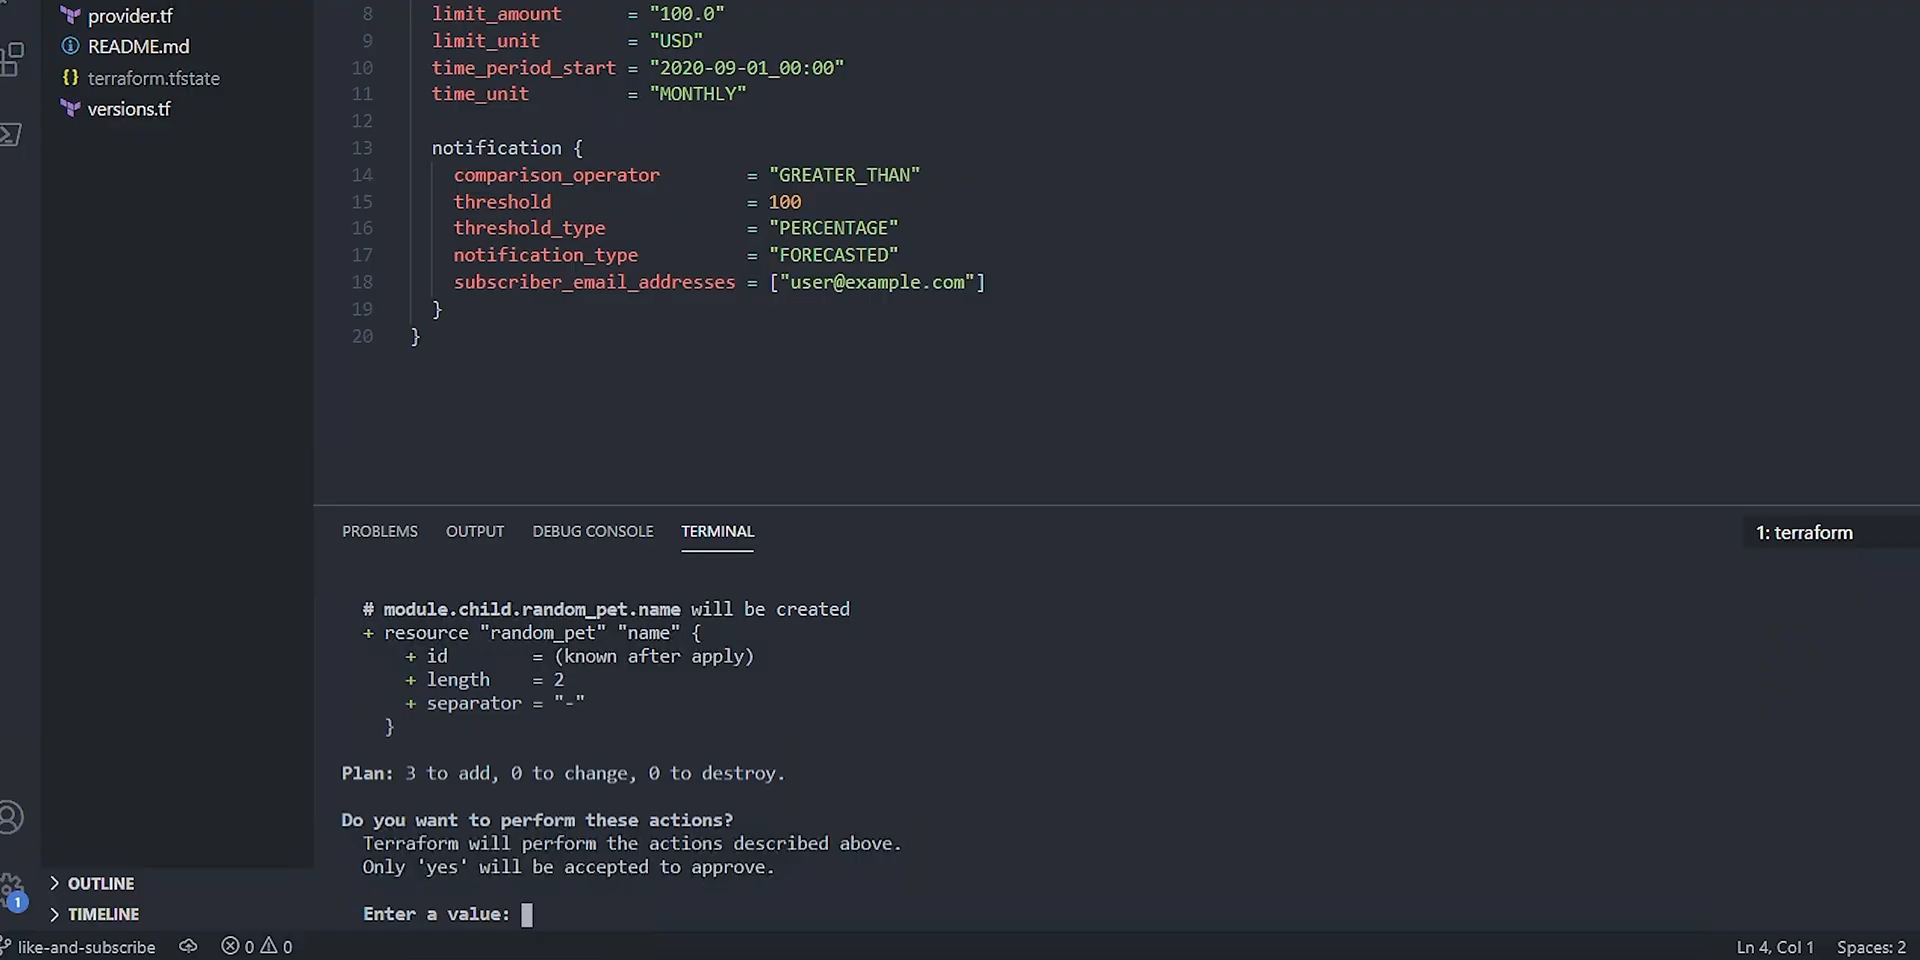 provider.tf
README.md
terraform.tfstate
versions.tf
8 limit_amount = "100.0"
9 limit_unit = "USD"
10 time_period_start = "2020-09-01_00:00"
11 time_unit = "MONTHLY"
12
13 notification {
14 comparison_operator = "GREATER_THAN"
15 threshold = 100
16 threshold_type = "PERCENTAGE"
17 notification_type = "FORECASTED"
18 subscriber_email_addresses = ["user@example.com"]
19 }
20 }
PROBLEMS OUTPUT DEBUG CONSOLE TERMINAL 1: terraform
# module.child.random_pet.name will be created
+ resource "random_pet" "name" {
+ id = (known after apply)
+ length = 2
+ separator = "-"
}
Plan: 3 to add, 0 to change, 0 to destroy.
Do you want to perform these actions?
Terraform will perform the actions described above.
Only 'yes' will be accepted to approve.
Enter a value:
OUTLINE
1
TIMELINE
like-and-subscribe 0 0 Ln 4, Col 1 Spaces: 2